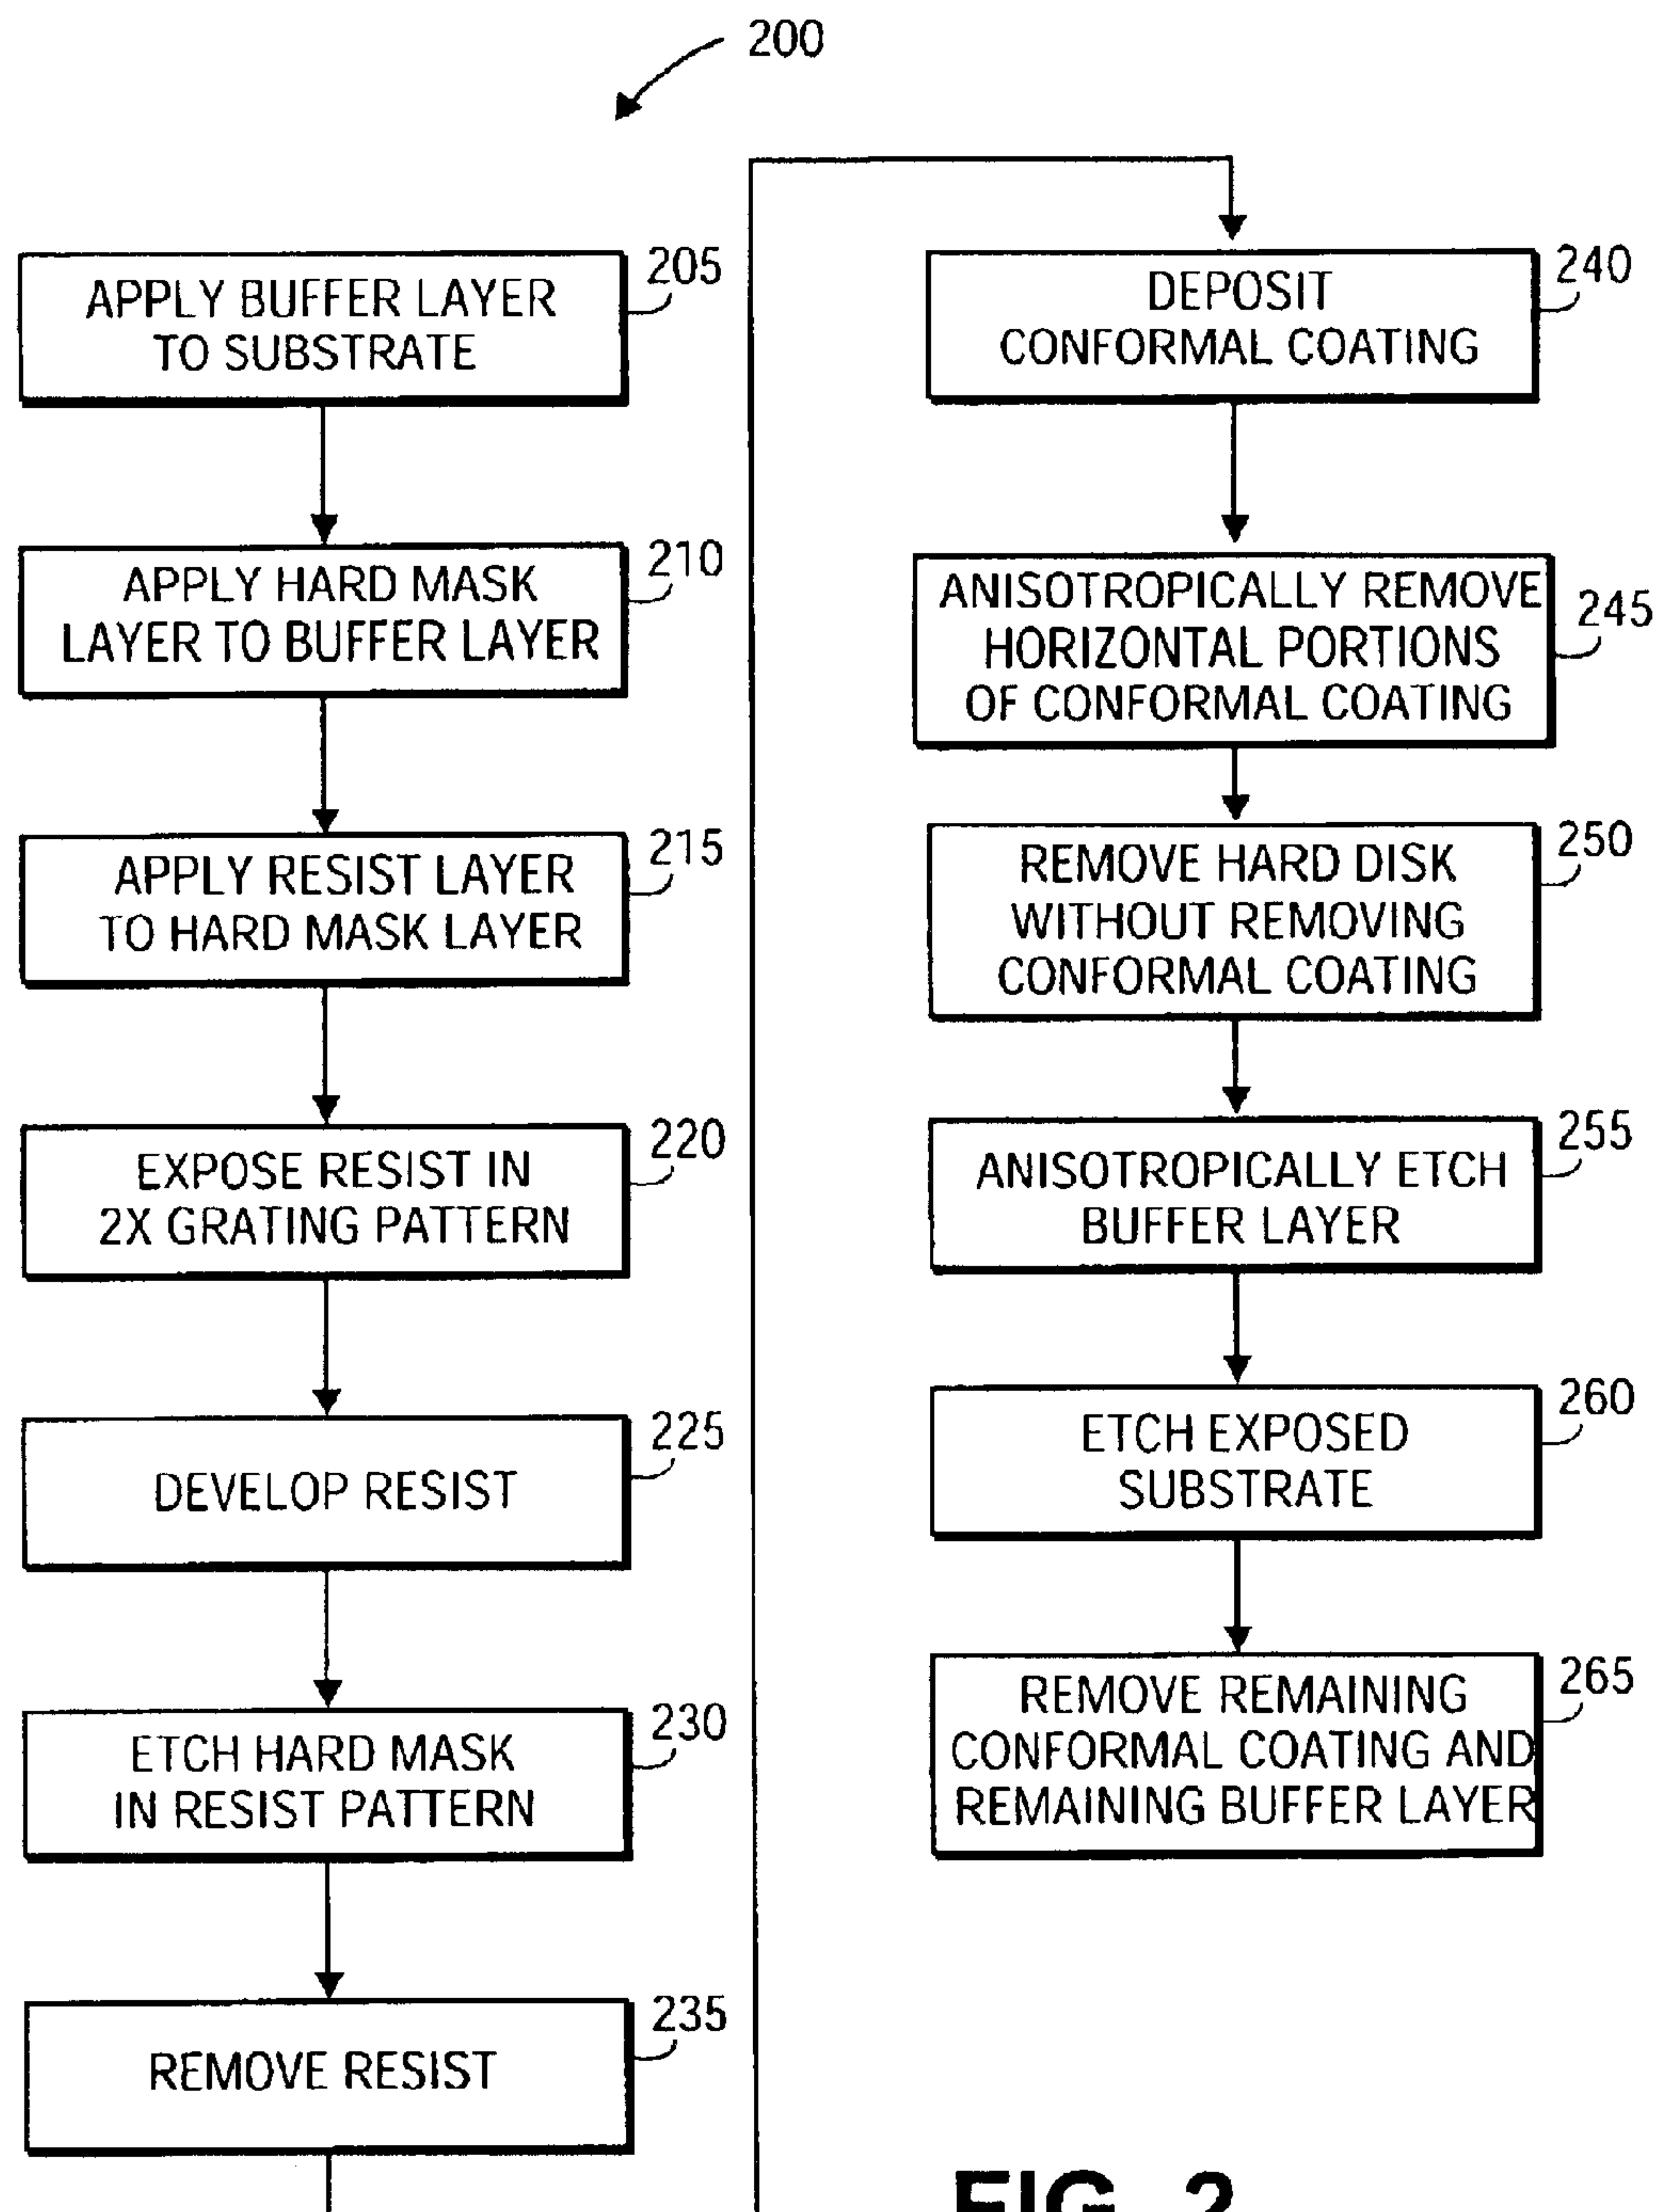 200
APPLY BUFFER LAYER
TO SUBSTRATE
205
APPLY HARD MASK
LAYER TO BUFFER LAYER
210
APPLY RESIST LAYER
TO HARD MASK LAYER
215
EXPOSE RESIST IN
2X GRATING PATTERN
220
DEVELOP RESIST
225
ETCH HARD MASK
IN RESIST PATTERN
230
REMOVE RESIST
235
DEPOSIT
CONFORMAL COATING
240
ANISOTROPICALLY REMOVE
HORIZONTAL PORTIONS
OF CONFORMAL COATING
245
REMOVE HARD DISK
WITHOUT REMOVING
CONFORMAL COATING
250
ANISOTROPICALLY ETCH
BUFFER LAYER
255
ETCH EXPOSED
SUBSTRATE
260
REMOVE REMAINING
CONFORMAL COATING AND
REMAINING BUFFER LAYER
265
FIG. 2